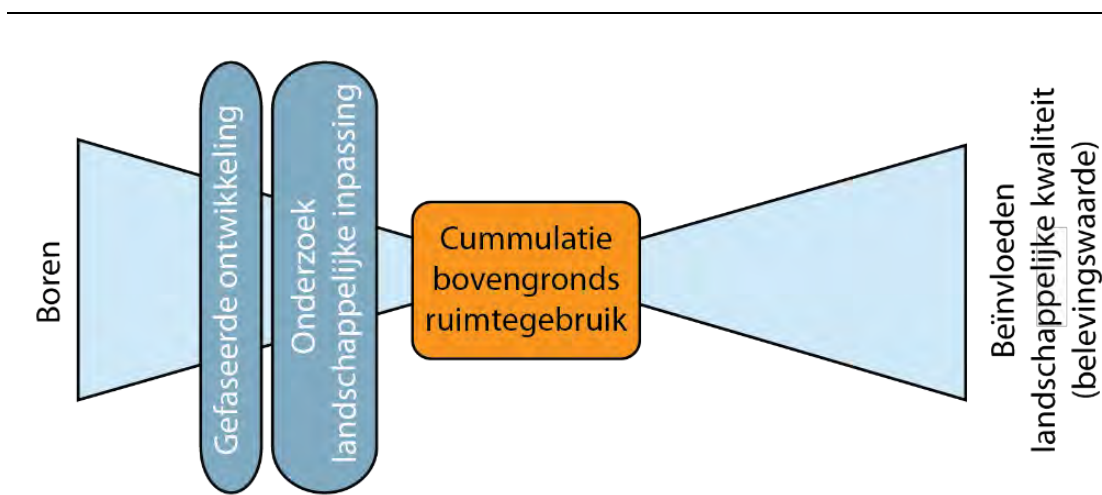 Boren
Gefaseerde ontwikkeling
Onderzoek
landschappelijke inpassing
Cummulatie
bovengronds
ruimtegebruik
Beïnvloeden
landschappelijke kwaliteit
(belevingswaarde)